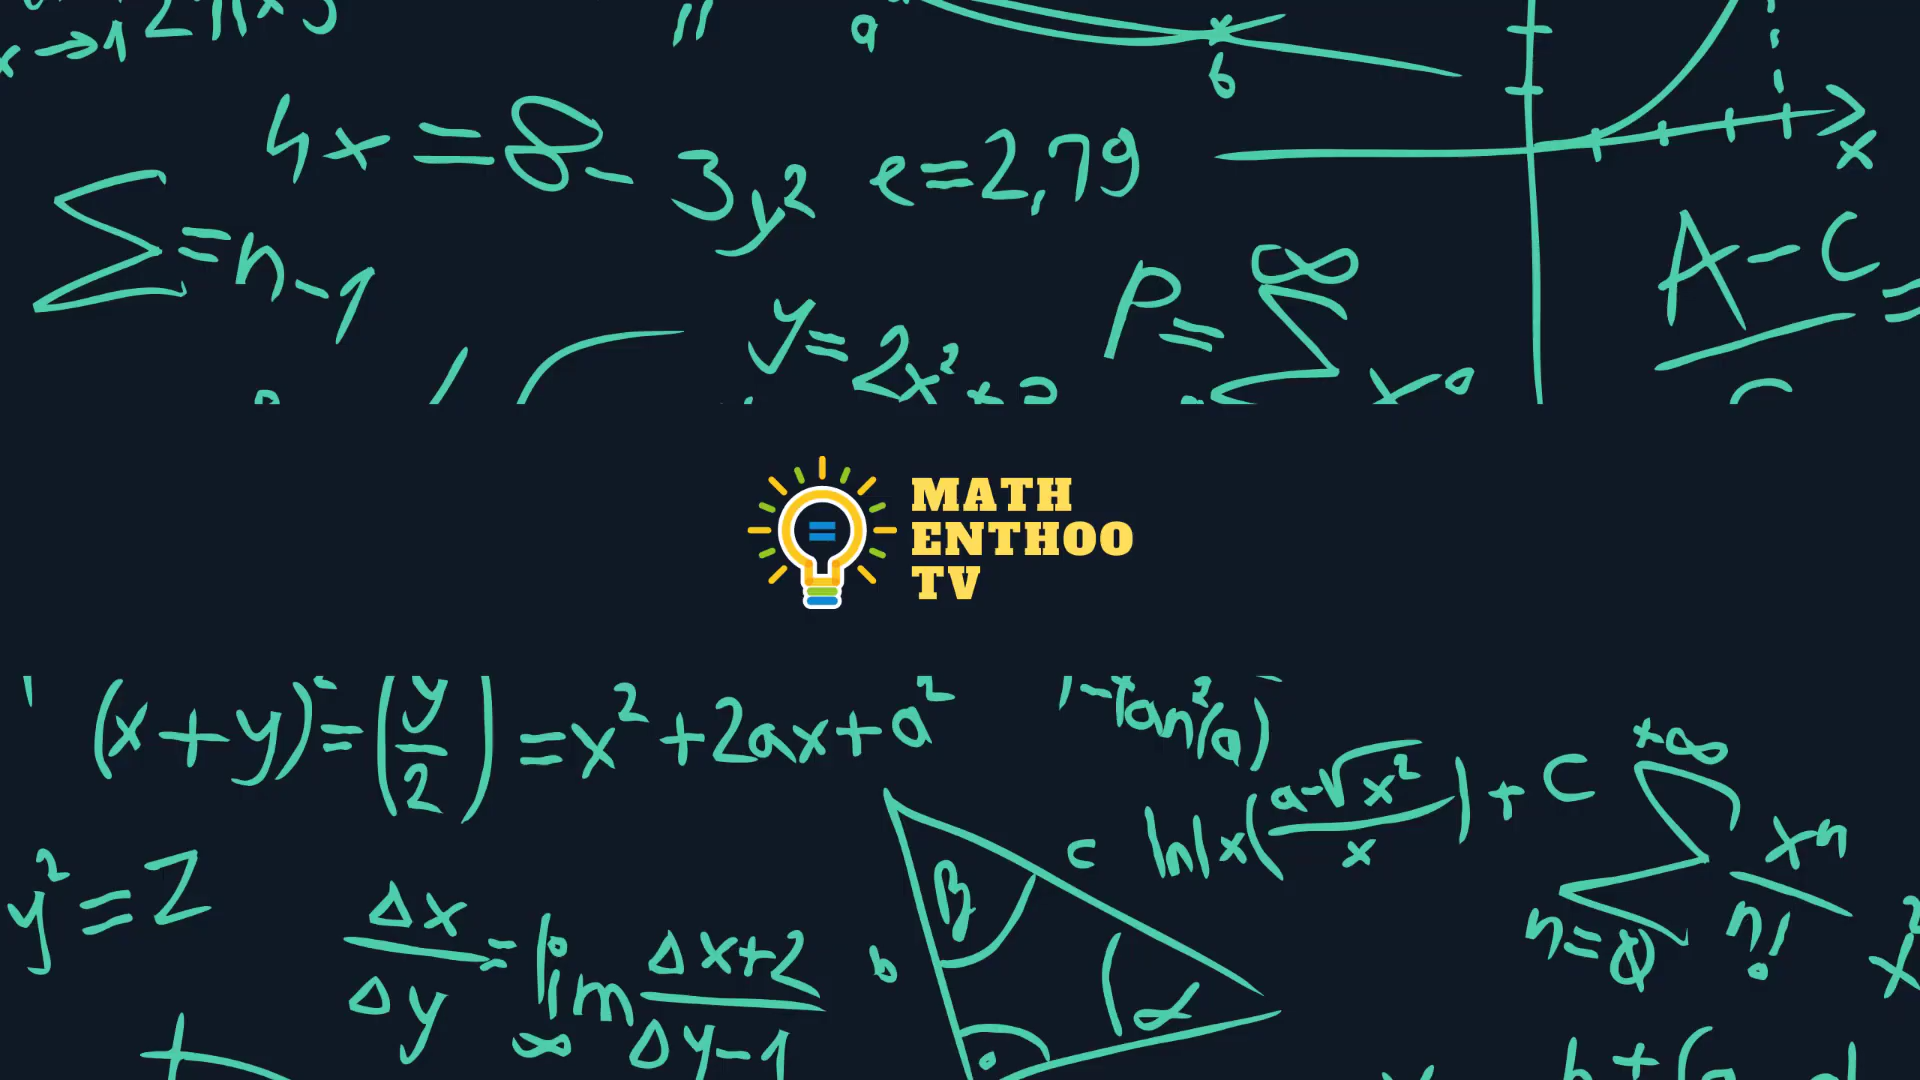 4x = 8 - 3y² e = 2,79
Σ = n - 1
A - C =
y = 2x² + 2
P = ∞ Σ
MATH
ENTHOO
TV
(x + y) = (y/2) = x² + 2ax + a²
1 - tan²(a)
ln|x(a - √x²/x)| + C
+∞ Σ n=0 xⁿ/n!
y² = Z
Δx/Δy = lim ∞ Δx+2/Δy-1
a
b
x
c
β
b
α